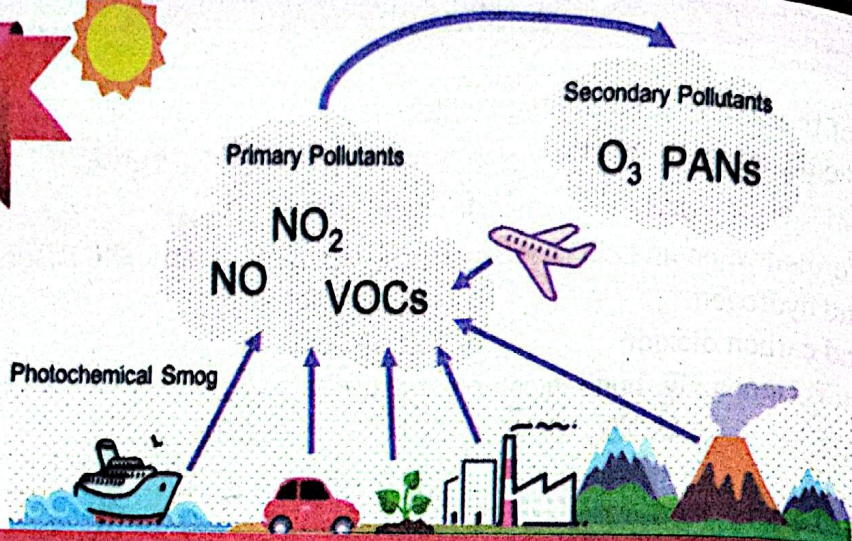 Secondary Pollutants
O₃ PANs
Primary Pollutants
NO₂
NO
VOCs
Photochemical Smog